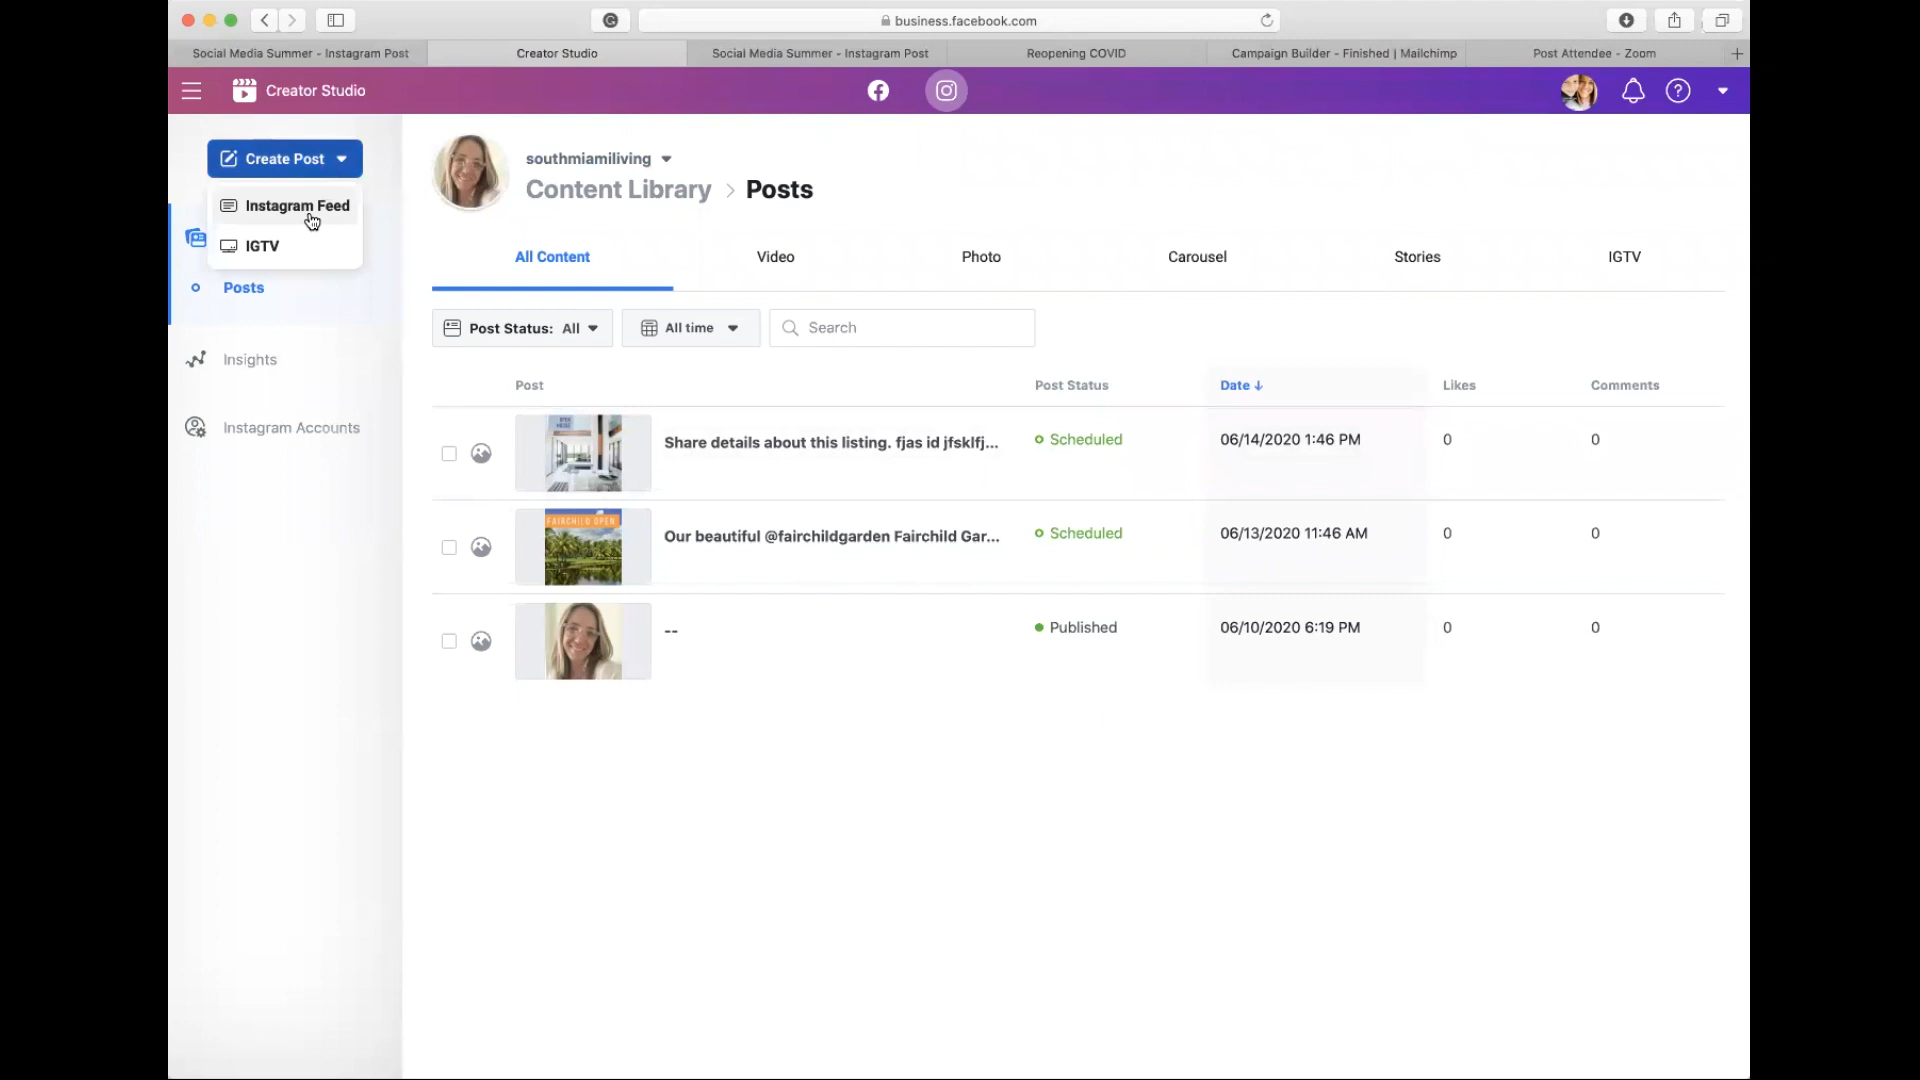 business.facebook.com
Social Media Summer - Instagram Post
Creator Studio
Social Media Summer - Instagram Post
Reopening COVID
Campaign Builder - Finished | Mailchimp
Post Attendee - Zoom
Creator Studio
Create Post
Instagram Feed
IGTV
Posts
Insights
Instagram Accounts
southmiamiliving
Content Library > Posts
All Content
Video
Photo
Carousel
Stories
IGTV
Post Status: All
All time
Search
Post
Post Status
Date ↓
Likes
Comments
Share details about this listing. fjas id jfsklfj...
Scheduled
06/14/2020 1:46 PM
0
0
FAIRCHILD OPEN
Our beautiful @fairchildgarden Fairchild Gar...
Scheduled
06/13/2020 11:46 AM
0
0
--
Published
06/10/2020 6:19 PM
0
0